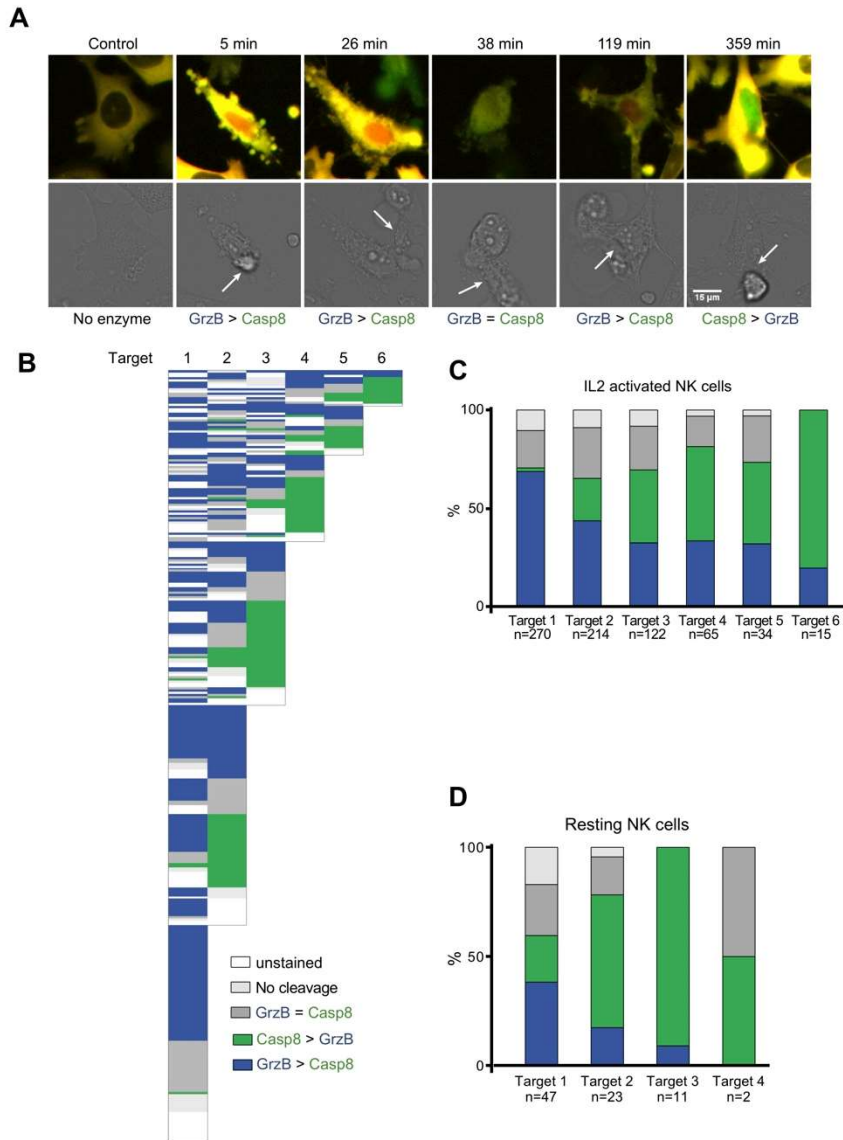 A
Control 5 min 26 min 38 min 119 min 359 min
15 µm
No enzyme GrzB > Casp8 GrzB > Casp8 GrzB = Casp8 GrzB > Casp8 Casp8 > GrzB
B
Target 1 2 3 4 5 6
unstained
No cleavage
GrzB = Casp8
Casp8 > GrzB
GrzB > Casp8
C
IL2 activated NK cells
100
50
0
%
Target 1 Target 2 Target 3 Target 4 Target 5 Target 6
n=270 n=214 n=122 n=65 n=34 n=15
D
Resting NK cells
100
50
0
%
Target 1 Target 2 Target 3 Target 4
n=47 n=23 n=11 n=2